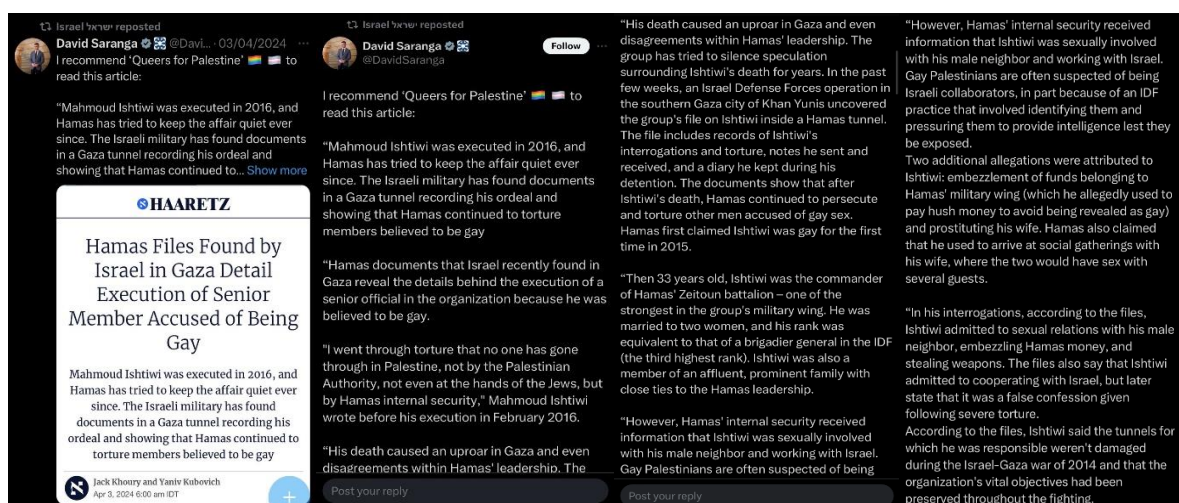 Israel ישראל reposted
David Saranga @Davi... · 03/04/2024 ...
I recommend ‘Queers for Palestine’ 🏳️‍🌈 🏳️‍⚧️ to
read this article:
“Mahmoud Ishtiwi was executed in 2016, and
Hamas has tried to keep the affair quiet ever
since. The Israeli military has found documents
in a Gaza tunnel recording his ordeal and
showing that Hamas continued to... Show more
HAARETZ
Hamas Files Found by
Israel in Gaza Detail
Execution of Senior
Member Accused of Being
Gay
Mahmoud Ishtiwi was executed in 2016, and
Hamas has tried to keep the affair quiet ever
since. The Israeli military has found
documents in a Gaza tunnel recording his
ordeal and showing that Hamas continued to
torture members believed to be gay
Jack Khoury and Yaniv Kubovich
Apr 3, 2024 6:00 am IDT
Israel ישראל reposted
David Saranga
@DavidSaranga
Follow
...
I recommend ‘Queers for Palestine’ 🏳️‍🌈 🏳️‍⚧️ to
read this article:
“Mahmoud Ishtiwi was executed in 2016, and
Hamas has tried to keep the affair quiet ever
since. The Israeli military has found documents
in a Gaza tunnel recording his ordeal and
showing that Hamas continued to torture
members believed to be gay
“Hamas documents that Israel recently found in
Gaza reveal the details behind the execution of a
senior official in the organization because he was
believed to be gay.
"I went through torture that no one has gone
through in Palestine, not by the Palestinian
Authority, not even at the hands of the Jews, but
by Hamas internal security," Mahmoud Ishtiwi
wrote before his execution in February 2016.
“His death caused an uproar in Gaza and even
disagreements within Hamas' leadership. The
Post your reply
“His death caused an uproar in Gaza and even
disagreements within Hamas' leadership. The
group has tried to silence speculation
surrounding Ishtiwi's death for years. In the past
few weeks, an Israel Defense Forces operation in
the southern Gaza city of Khan Yunis uncovered
the group's file on Ishtiwi inside a Hamas tunnel.
The file includes records of Ishtiwi's
interrogations and torture, notes he sent and
received, and a diary he kept during his
detention. The documents show that after
Ishtiwi's death, Hamas continued to persecute
and torture other men accused of gay sex.
Hamas first claimed Ishtiwi was gay for the first
time in 2015.
“Then 33 years old, Ishtiwi was the commander
of Hamas' Zeitoun battalion – one of the
strongest in the group's military wing. He was
married to two women, and his rank was
equivalent to that of a brigadier general in the IDF
(the third highest rank). Ishtiwi was also a
member of an affluent, prominent family with
close ties to the Hamas leadership.
“However, Hamas' internal security received
information that Ishtiwi was sexually involved
with his male neighbor and working with Israel.
Gay Palestinians are often suspected of being
Post your reply
“However, Hamas' internal security received
information that Ishtiwi was sexually involved
with his male neighbor and working with Israel.
Gay Palestinians are often suspected of being
Israeli collaborators, in part because of an IDF
practice that involved identifying them and
pressuring them to provide intelligence lest they
be exposed.
Two additional allegations were attributed to
Ishtiwi: embezzlement of funds belonging to
Hamas' military wing (which he allegedly used to
pay hush money to avoid being revealed as gay)
and prostituting his wife. Hamas also claimed
that he used to arrive at social gatherings with
his wife, where the two would have sex with
several guests.
“In his interrogations, according to the files,
Ishtiwi admitted to sexual relations with his male
neighbor, embezzling Hamas money, and
stealing weapons. The files also say that Ishtiwi
admitted to cooperating with Israel, but later
state that it was a false confession given
following severe torture.
According to the files, Ishtiwi said the tunnels for
which he was responsible weren't damaged
during the Israel-Gaza war of 2014 and that the
organization's vital objectives had been
preserved throughout the fighting.